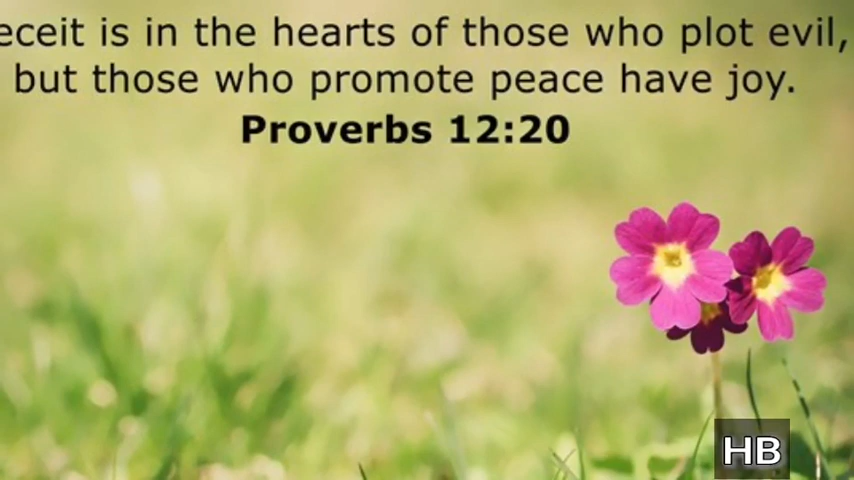 eceit is in the hearts of those who plot evil,
but those who promote peace have joy.
Proverbs 12:20
HB